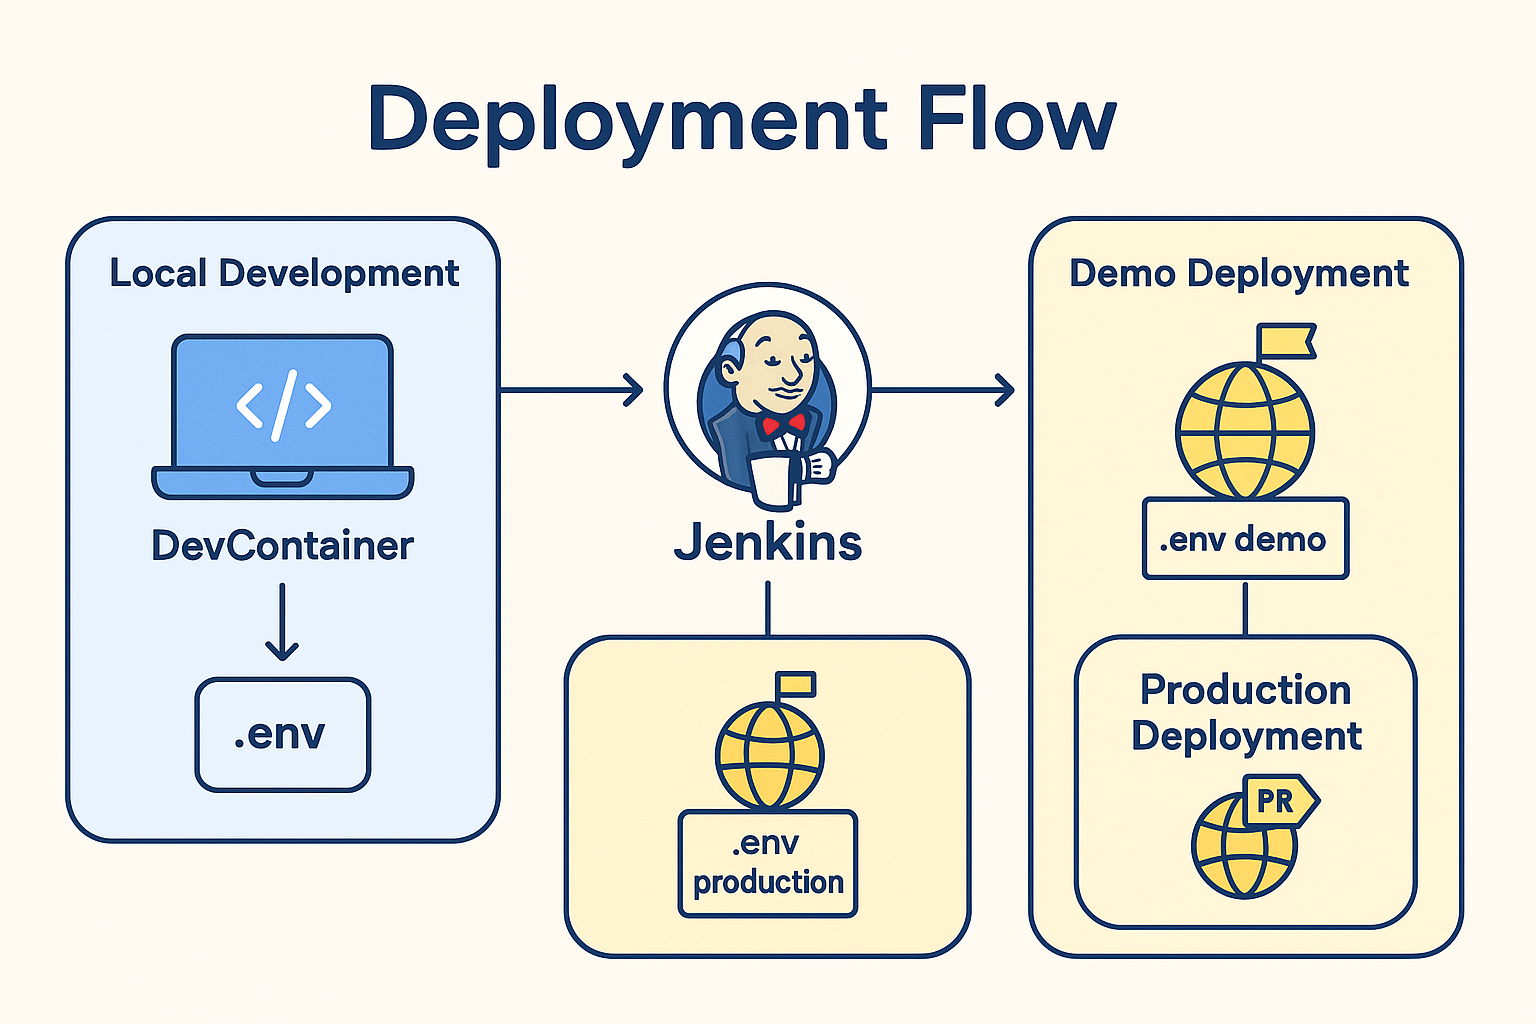 Deployment Flow
Local Development
DevContainer
.env
Jenkins
.env
production
Demo Deployment
.env demo
Production
Deployment
PR